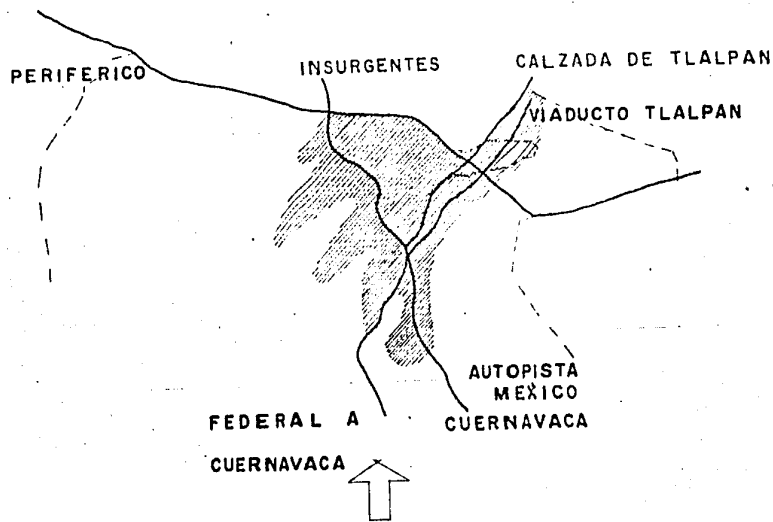 PERIFERICO
INSURGENTES
CALZADA DE TLALPAN
VIADUCTO TLALPAN
AUTOPISTA
MEXICO
CUERNAVACA
FEDERAL A
CUERNAVACA